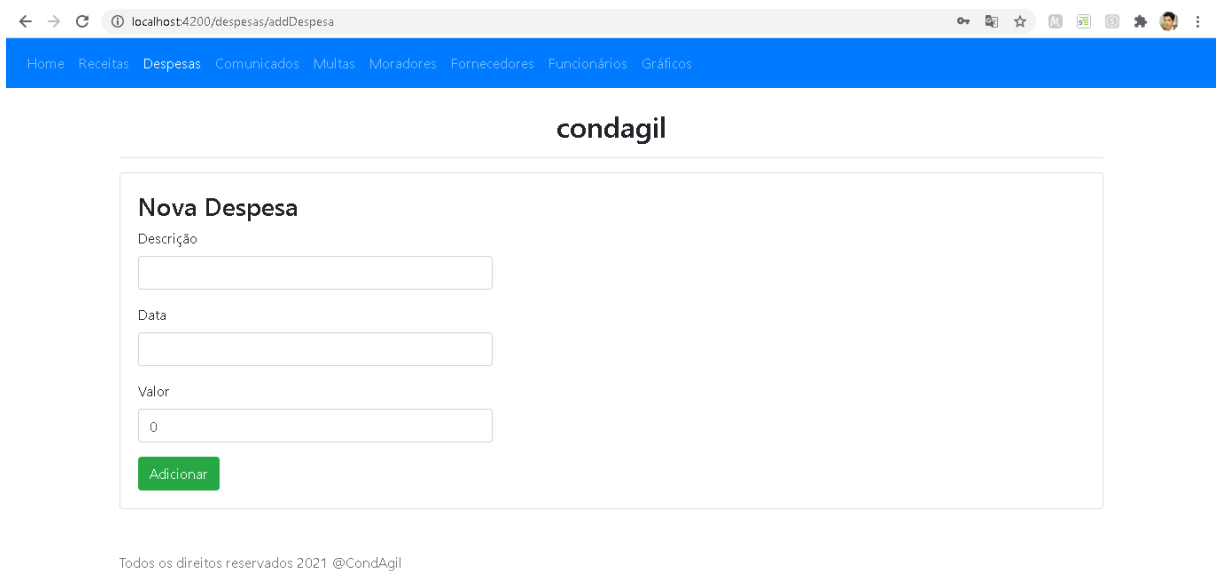 localhost:4200/despesas/addDespesa
Home Receitas Despesas Comunicados Multas Moradores Fornecedores Funcionários Gráficos
condagil
Nova Despesa
Descrição
Data
Valor
0
Adicionar
Todos os direitos reservados 2021 @CondAgil